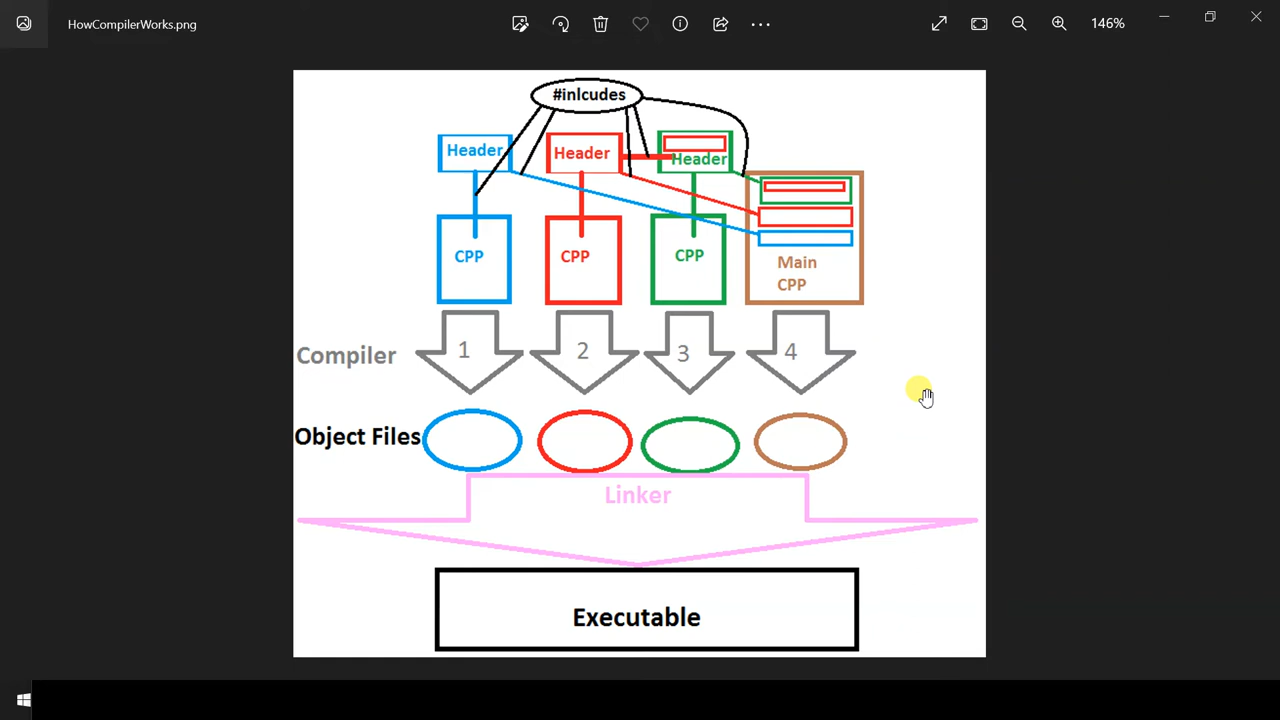 HowCompilerWorks.png
146%
#inlcudes
Header
Header
Header
CPP
CPP
CPP
Main
CPP
Compiler
1
2
3
4
Object Files
Linker
Executable